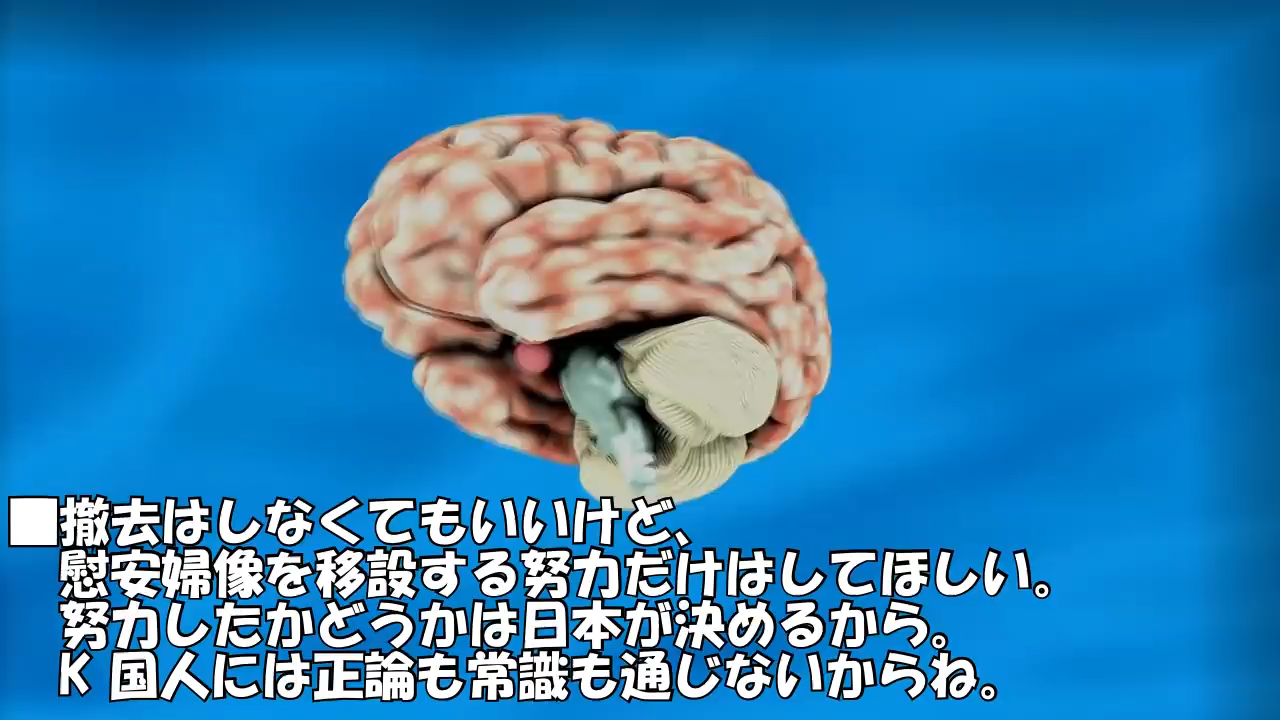 ■撤去はしなくてもいいけど、
慰安婦像を移設する努力だけはしてほしい。
努力したかどうかは日本が決めるから。
K 国人には正論も常識も通じないからね。